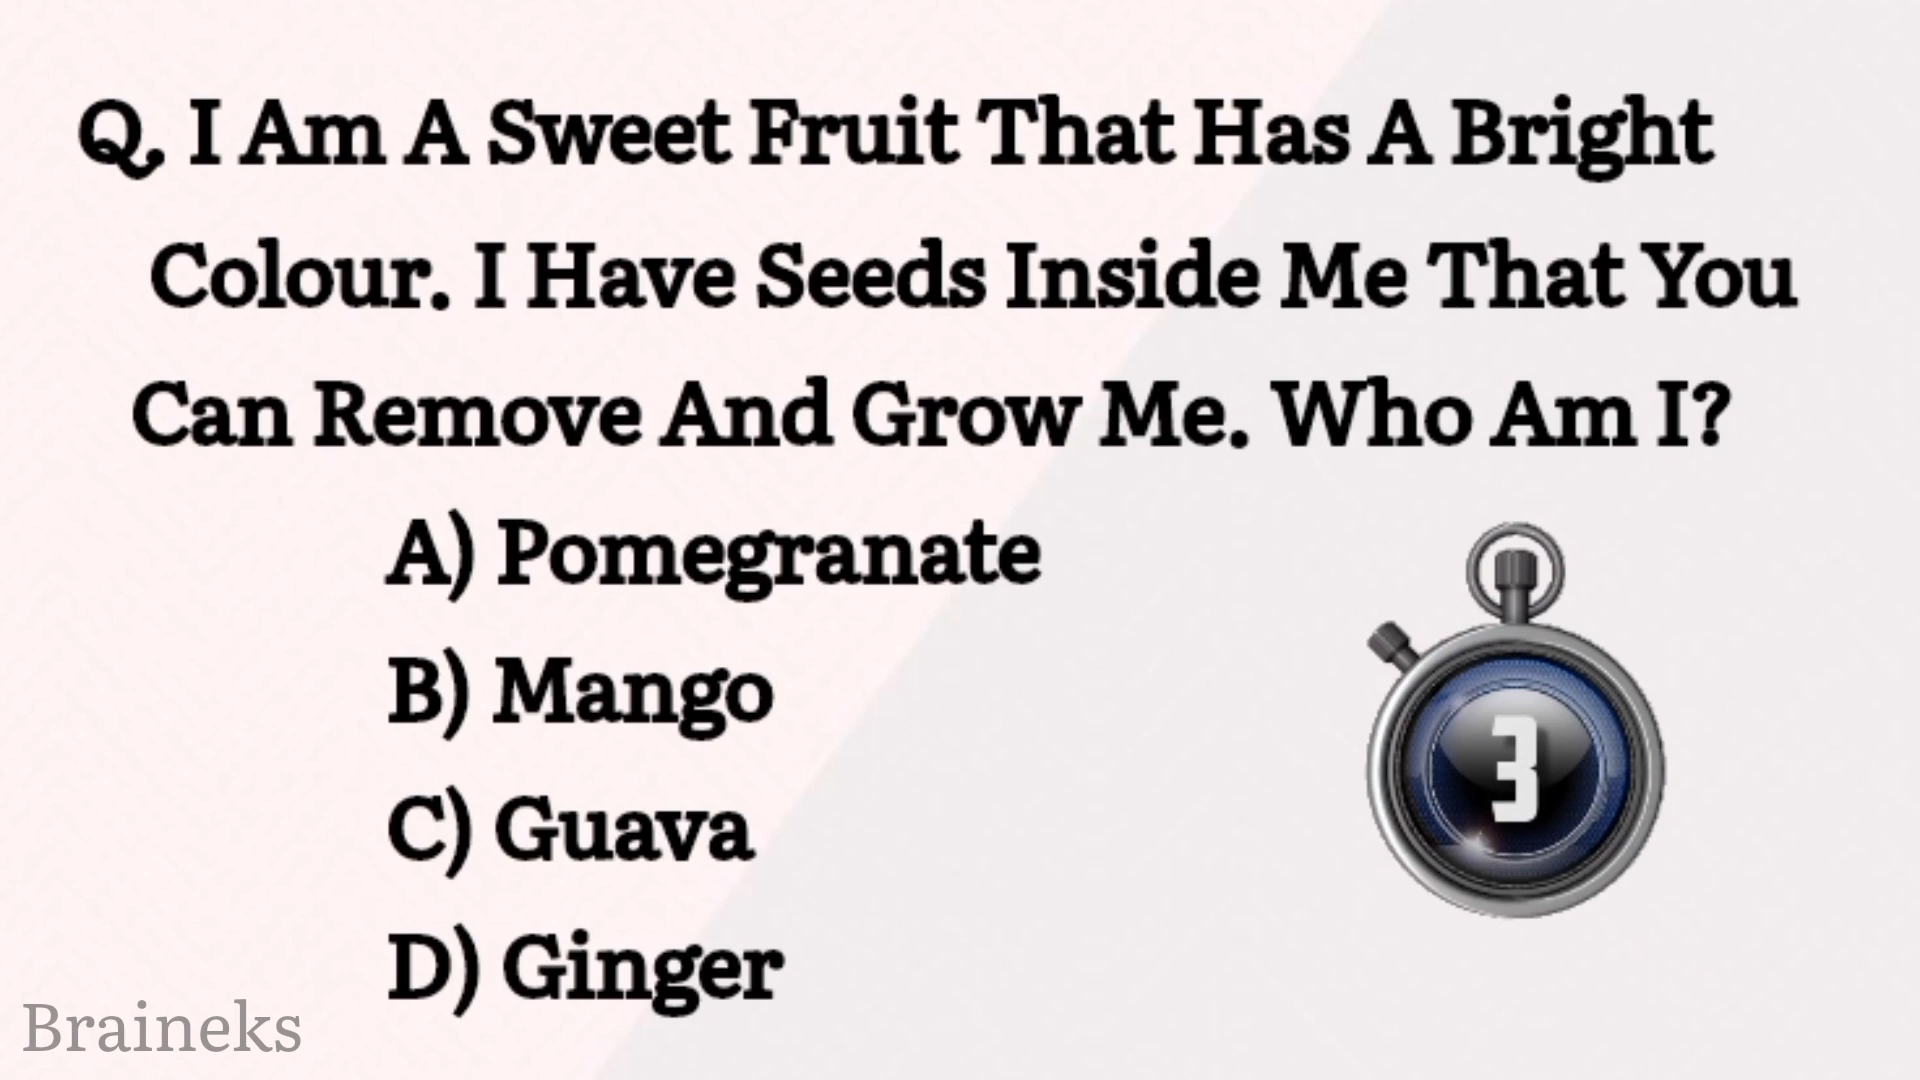 Q. I Am A Sweet Fruit That Has A Bright
Colour. I Have Seeds Inside Me That You
Can Remove And Grow Me. Who Am I?
A) Pomegranate
B) Mango
C) Guava
D) Ginger
3
Braineks